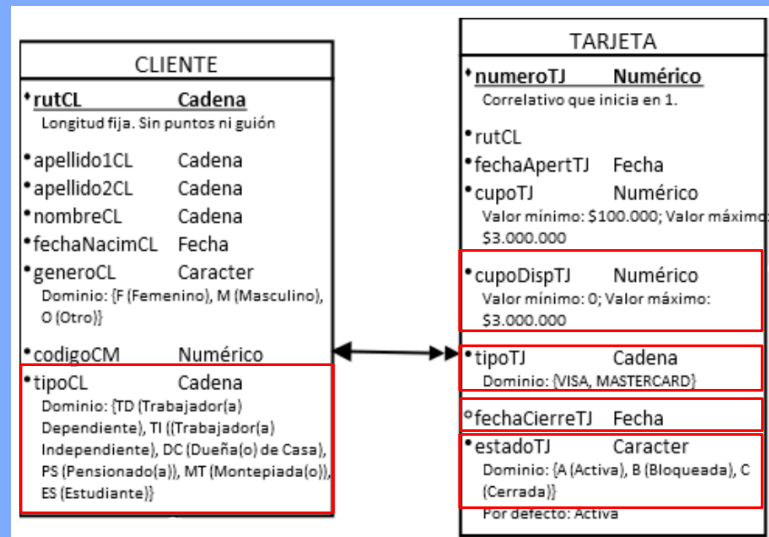 CLIENTE
rutCL Cadena
Longitud fija. Sin puntos ni guión
apellido1CL Cadena
apellido2CL Cadena
nombreCL Cadena
fechaNacimCL Fecha
generoCL Caracter
Dominio: {F (Femenino), M (Masculino),
O (Otro)}
codigoCM Numérico
tipoCL Cadena
Dominio: {TD (Trabajador(a)
Dependiente), TI ((Trabajador(a)
Independiente), DC (Dueña(o) de Casa),
PS (Pensionado(a)), MT (Montepiada(o)),
ES (Estudiante)}
TARJETA
numeroTJ Numérico
Correlativo que inicia en 1.
rutCL
fechaApertTJ Fecha
cupoTJ Numérico
Valor mínimo: $100.000; Valor máximo:
$3.000.000
cupoDispTJ Numérico
Valor mínimo: 0; Valor máximo:
$3.000.000
tipoTJ Cadena
Dominio: {VISA, MASTERCARD}
fechaCierreTJ Fecha
estadoTJ Caracter
Dominio: {A (Activa), B (Bloqueada), C
(Cerrada)}
Por defecto: Activa